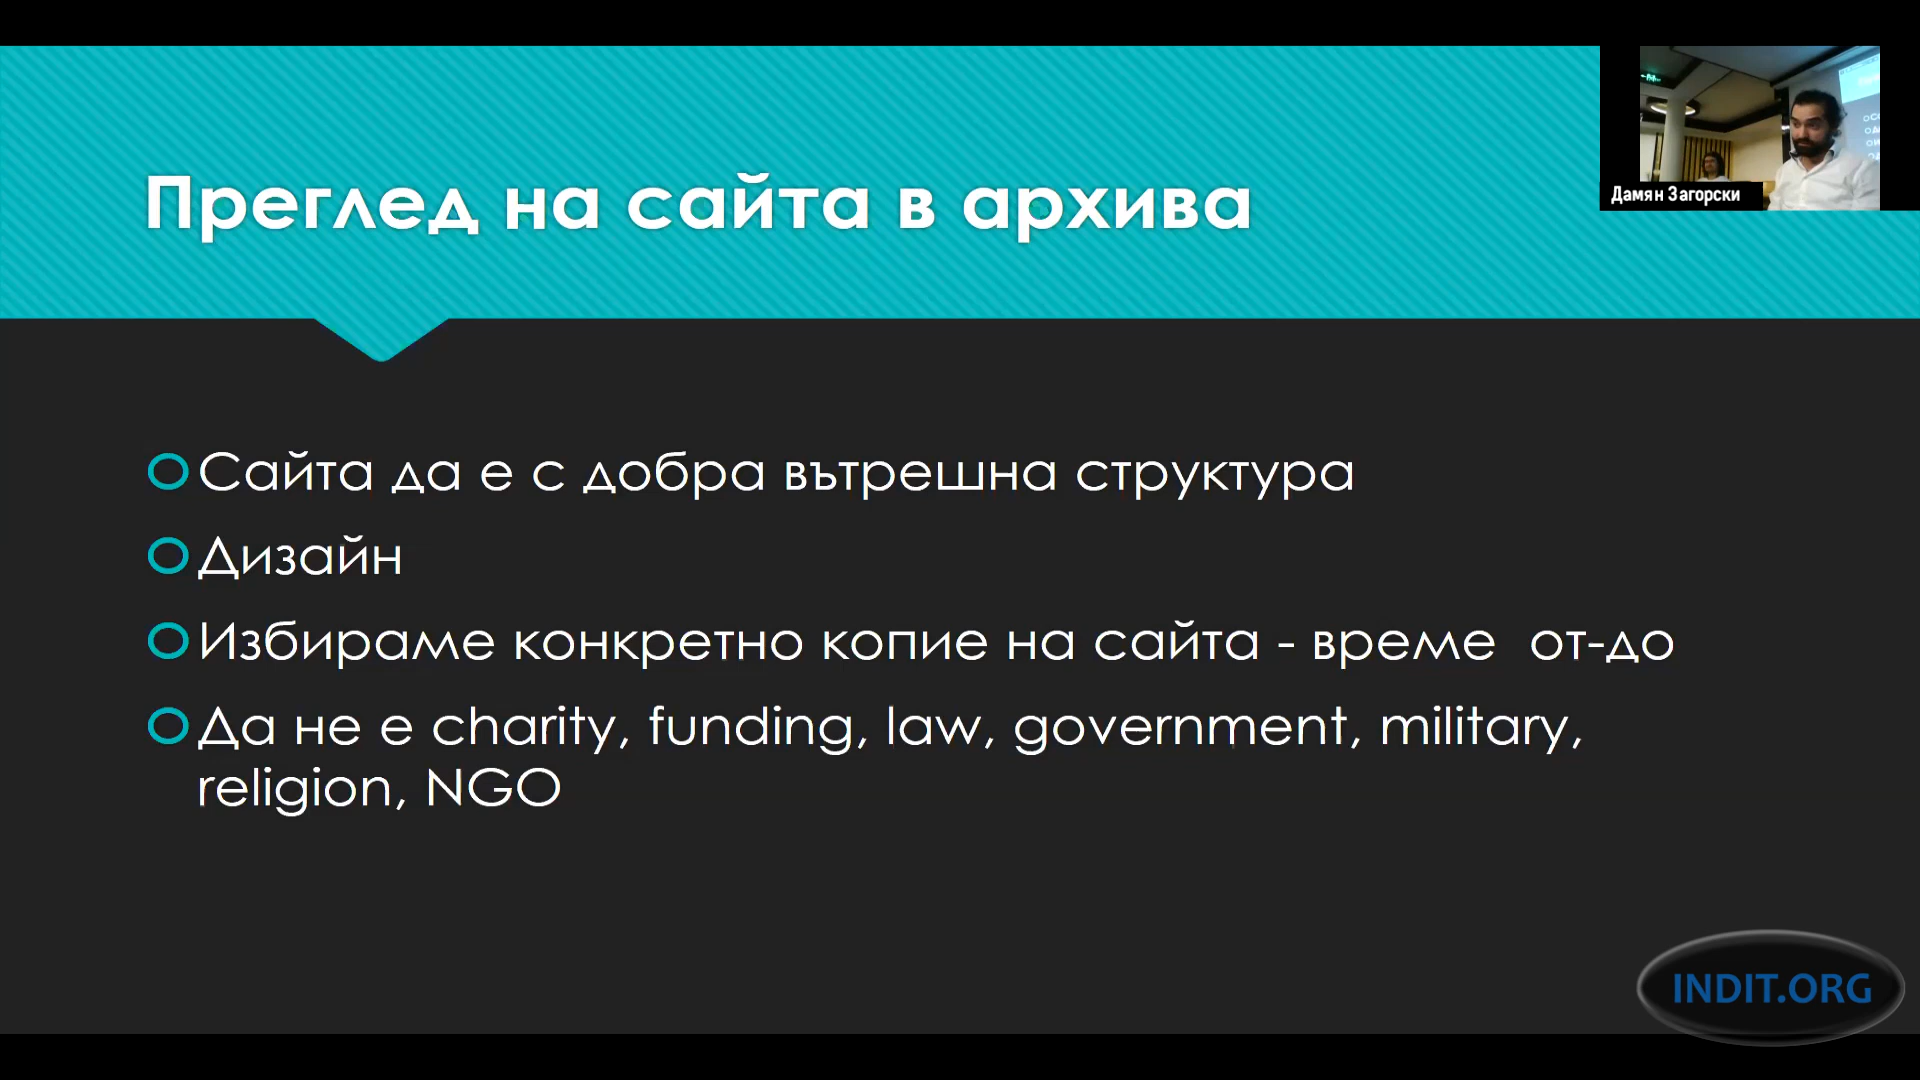 Преглед на сайта в архива
Дамян Загорски
Сайта да е с добра вътрешна структура
Дизайн
Избираме конкретно копие на сайта - време от-до
Да не е charity, funding, law, government, military,
religion, NGO
INDIT.ORG